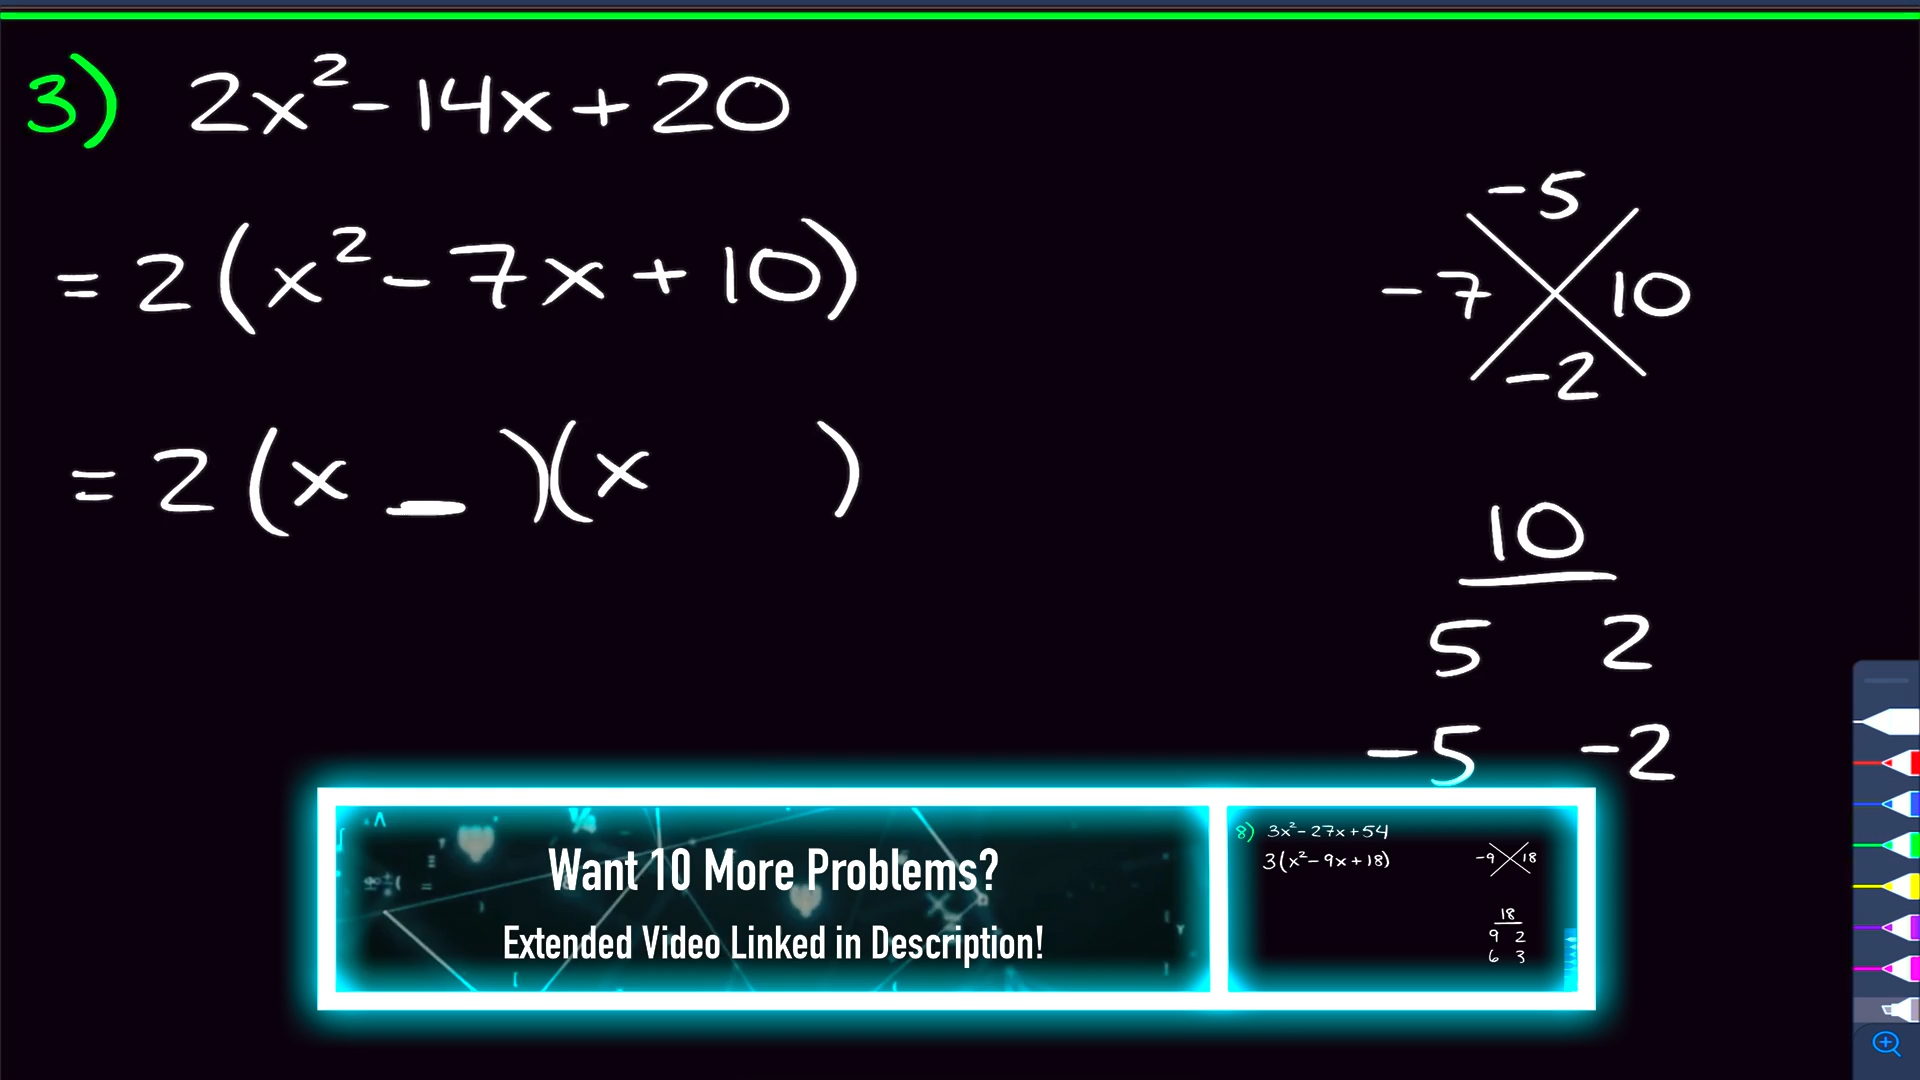 3) 2x² - 14x + 20
= 2(x² - 7x + 10)
= 2(x _ )(x )
-5
-7 10
-2
10
5 2
-5 -2
Want 10 More Problems?
Extended Video Linked in Description!
8) 3x² - 27x + 54
3(x² - 9x + 18)
-9 18
18
9 2
6 3